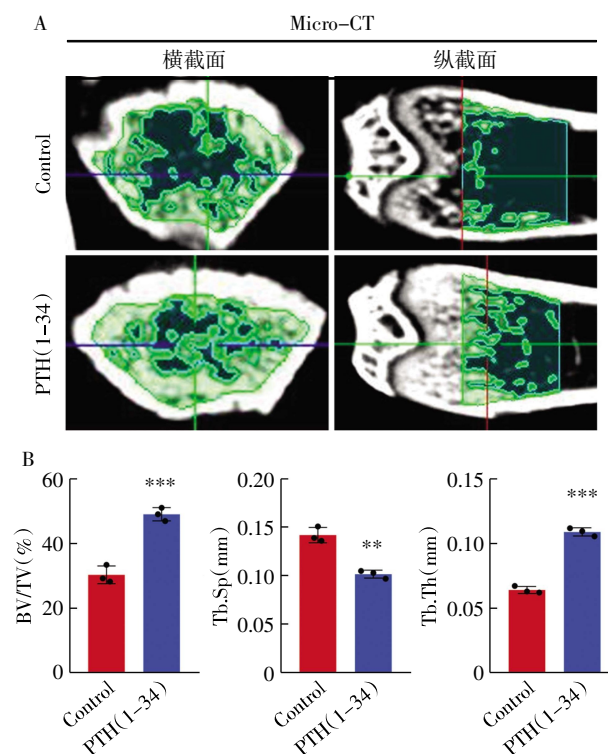 A
Micro-CT
横截面 纵截面
Control
PTH(1-34)
B
BV/TV(%)
60
40
20
0
***
Control
PTH(1-34)
Tb.Sp(mm)
0.20
0.15
0.10
0.05
0
**
Control
PTH(1-34)
Tb.Th(mm)
0.15
0.10
0.05
0
***
Control
PTH(1-34)